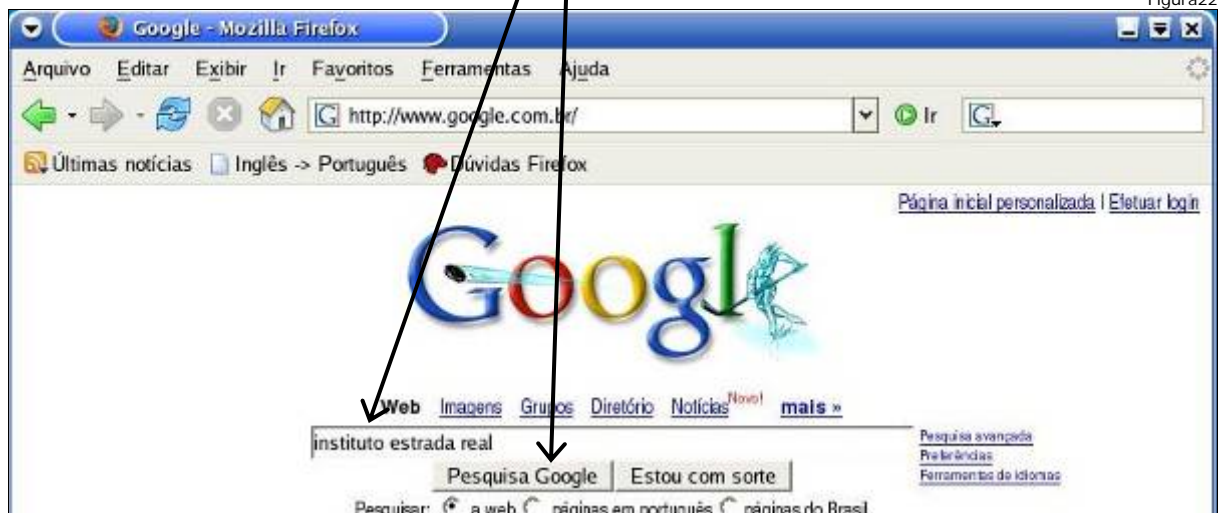 Figura22
Google - Mozilla Firefox
Arquivo Editar Exibir Ir Favoritos Ferramentas Ajuda
http://www.google.com.br/ Ir
Últimas notícias Inglês -> Português Dúvidas Firefox
Página inicial personalizada | Efetuar login
Google
Web Imagens Grupos Diretório Notícias Novo! mais »
instituto estrada real
Pesquisa avançada
Preferências
Ferramentas de idiomas
Pesquisa Google Estou com sorte
Pesquisar: a web páginas em português páginas do Brasil